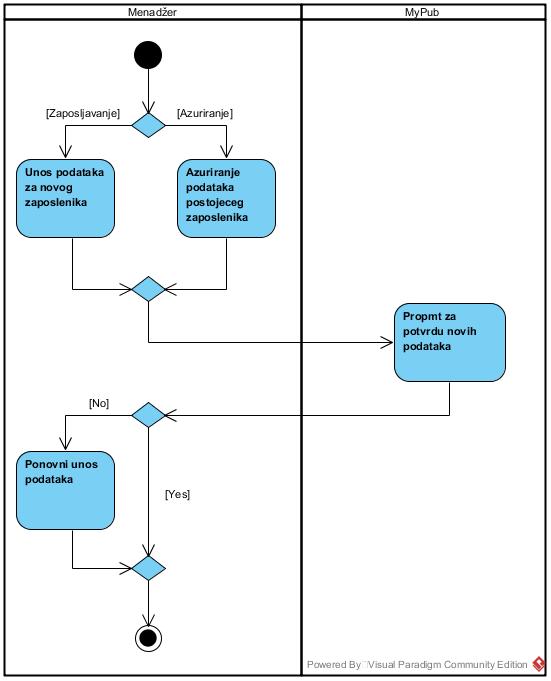 Menadžer
MyPub
[Zaposljavanje]
[Azuriranje]
Unos podataka
za novog
zaposlenika
Azuriranje
podataka
postojeceg
zaposlenika
Propmt za
potvrdu novih
podataka
[No]
Ponovni unos
podataka
[Yes]
Powered By Visual Paradigm Community Edition